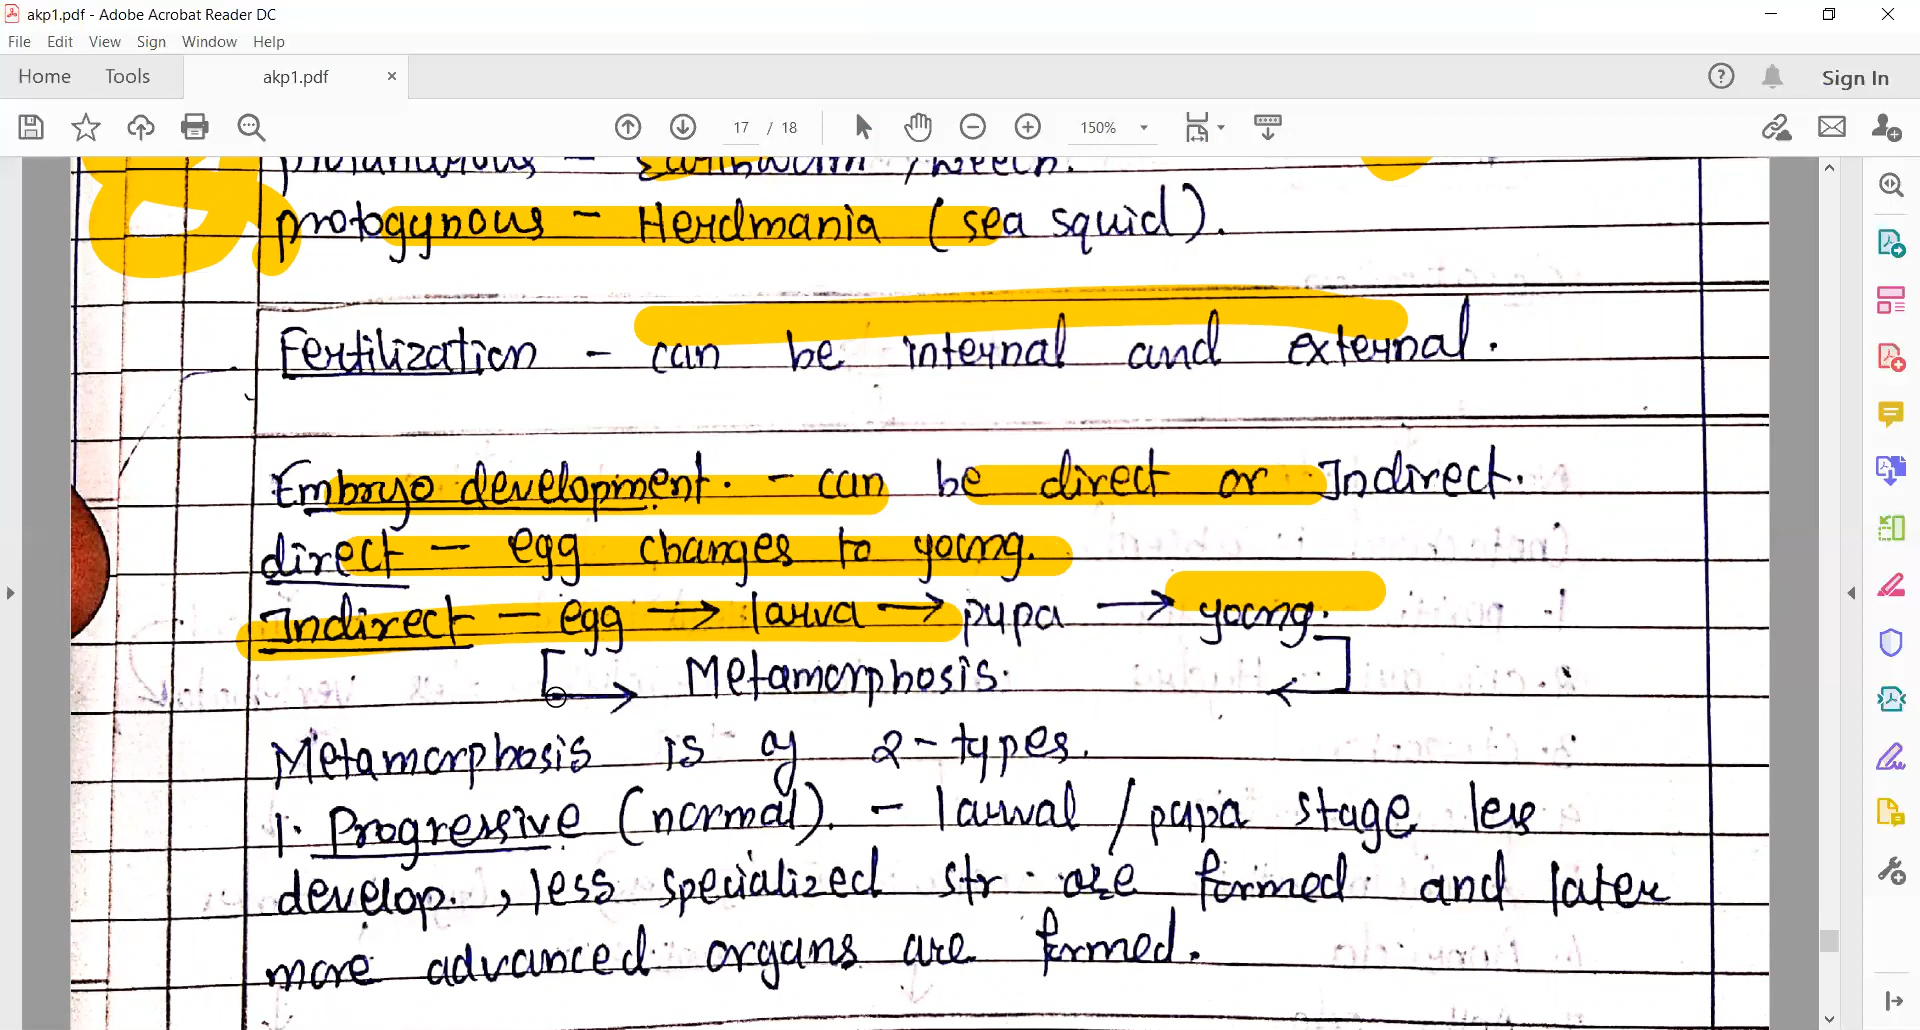 akp1.pdf - Adobe Acrobat Reader DC
File Edit View Sign Window Help
Home Tools akp1.pdf × Sign In
17 / 18 150%
protandrous - Earthworm / Leech.
protogynous - Herdmania (sea squid).
Fertilization - can be internal and external.
Embryo development. - can be direct or Indirect.
direct - egg changes to young.
Indirect - egg → larva → pupa → young.
Metamorphosis.
Metamorphosis is of 2-types.
1. Progressive (normal). - larval / pupa stage less
develop., less specialized str. are formed and later
more advanced organs are formed.